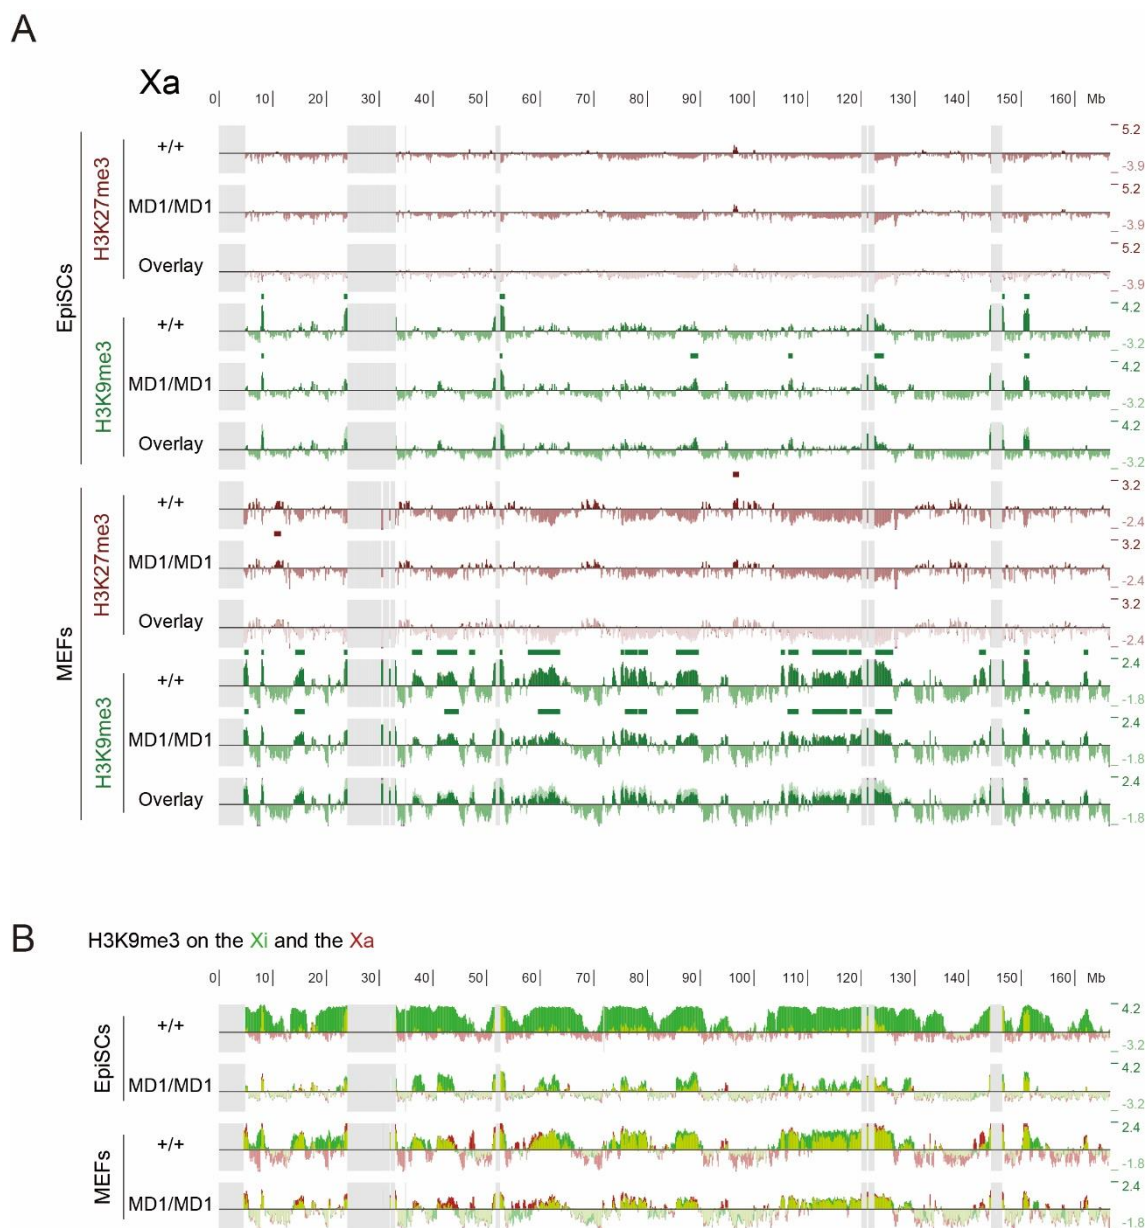 A
Xa
0 10 20 30 40 50 60 70 80 90 100 110 120 130 140 150 160 Mb
EpiSCs
H3K27me3
+/+
5.2
-3.9
MD1/MD1
5.2
-3.9
Overlay
5.2
-3.9
H3K9me3
+/+
4.2
-3.2
MD1/MD1
4.2
-3.2
Overlay
4.2
-3.2
MEFs
H3K27me3
+/+
3.2
-2.4
MD1/MD1
3.2
-2.4
Overlay
3.2
-2.4
H3K9me3
+/+
2.4
-1.8
MD1/MD1
2.4
-1.8
Overlay
2.4
-1.8
B
H3K9me3 on the Xi and the Xa
0 10 20 30 40 50 60 70 80 90 100 110 120 130 140 150 160 Mb
EpiSCs
+/+
4.2
-3.2
MD1/MD1
4.2
-3.2
MEFs
+/+
2.4
-1.8
MD1/MD1
2.4